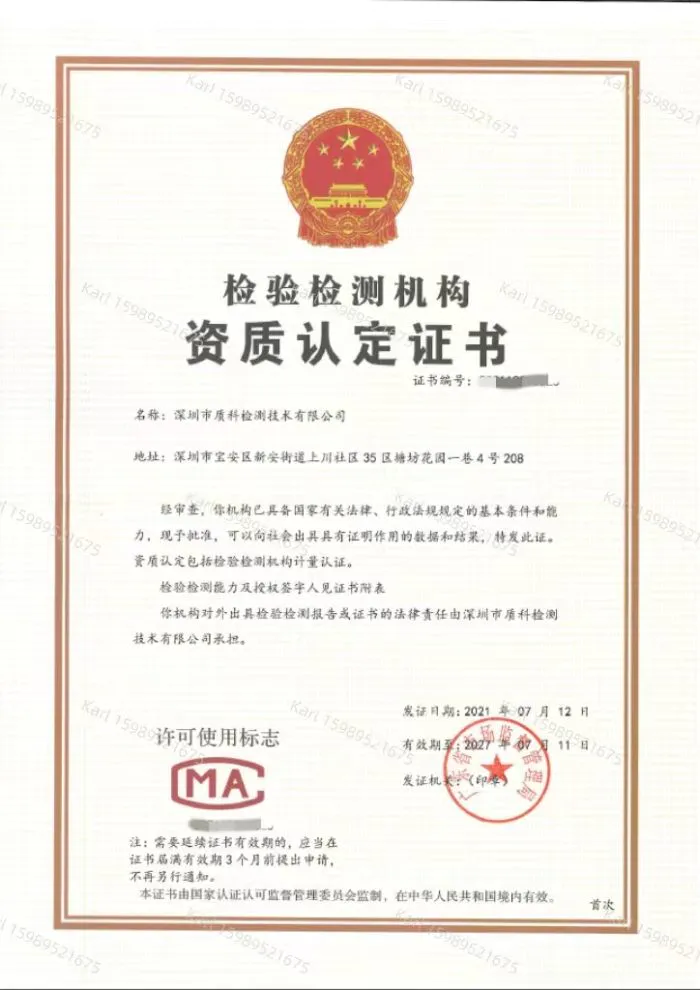 检验检测机构
资质认定证书
证书编号：
名称：深圳市质科检测技术有限公司
地址：深圳市宝安区新安街道上川社区35区塘坊花园一巷4号208
经审查，你机构已具备国家有关法律、行政法规规定的基本条件和能
力，现予批准，可以向社会出具具有证明作用的数据和结果，特发此证。
资质认定包括检验检测机构计量认证。
检验检测能力及授权签字人见证书附表
你机构对外出具检验检测报告或证书的法律责任由深圳市质科检测
技术有限公司承担。
许可使用标志
MA
发证日期：2021 年 07 月 12 日
有效期至：2027 年 07 月 11 日
发证机关：（印章）
广东省市场监督管理局
注：需要延续证书有效期的，应当在
证书届满有效期3个月前提出申请，
不再另行通知。
本证书由国家认证认可监督管理委员会监制，在中华人民共和国境内有效。
首次
Karl 15989521675